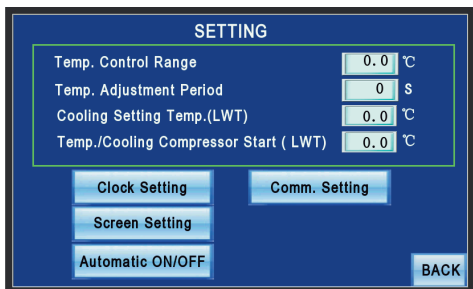 SETTING
Temp. Control Range 0.0 ℃
Temp. Adjustment Period 0 S
Cooling Setting Temp.(LWT) 0.0 ℃
Temp./Cooling Compressor Start ( LWT) 0.0 ℃
Clock Setting Comm. Setting
Screen Setting
Automatic ON/OFF
BACK